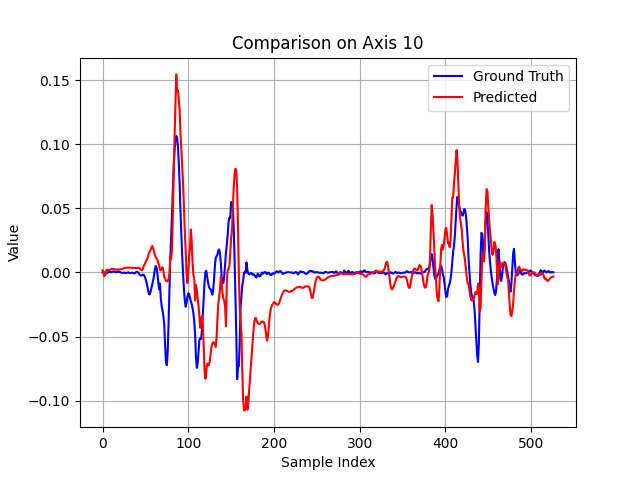 Comparison on Axis 10
Ground Truth
Predicted
0.15
0.10
0.05
0.00
−0.05
−0.10
Value
0
100
200
300
400
500
Sample Index